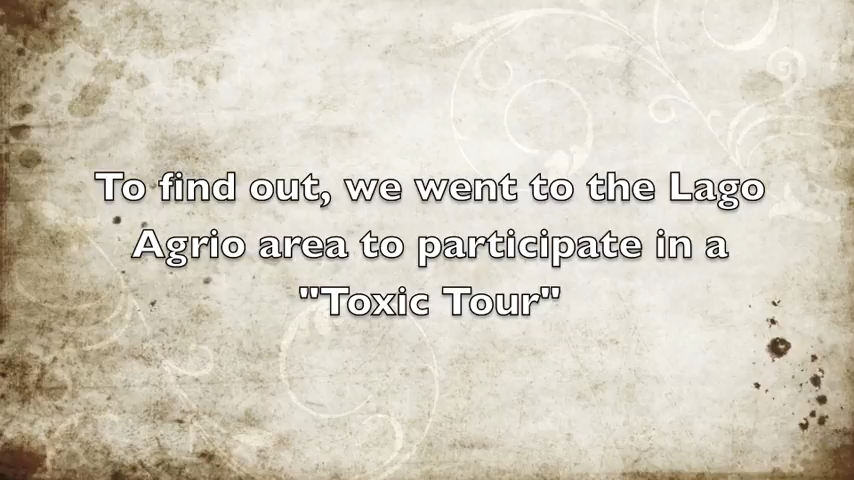 To find out, we went to the Lago
Agrio area to participate in a
"Toxic Tour"